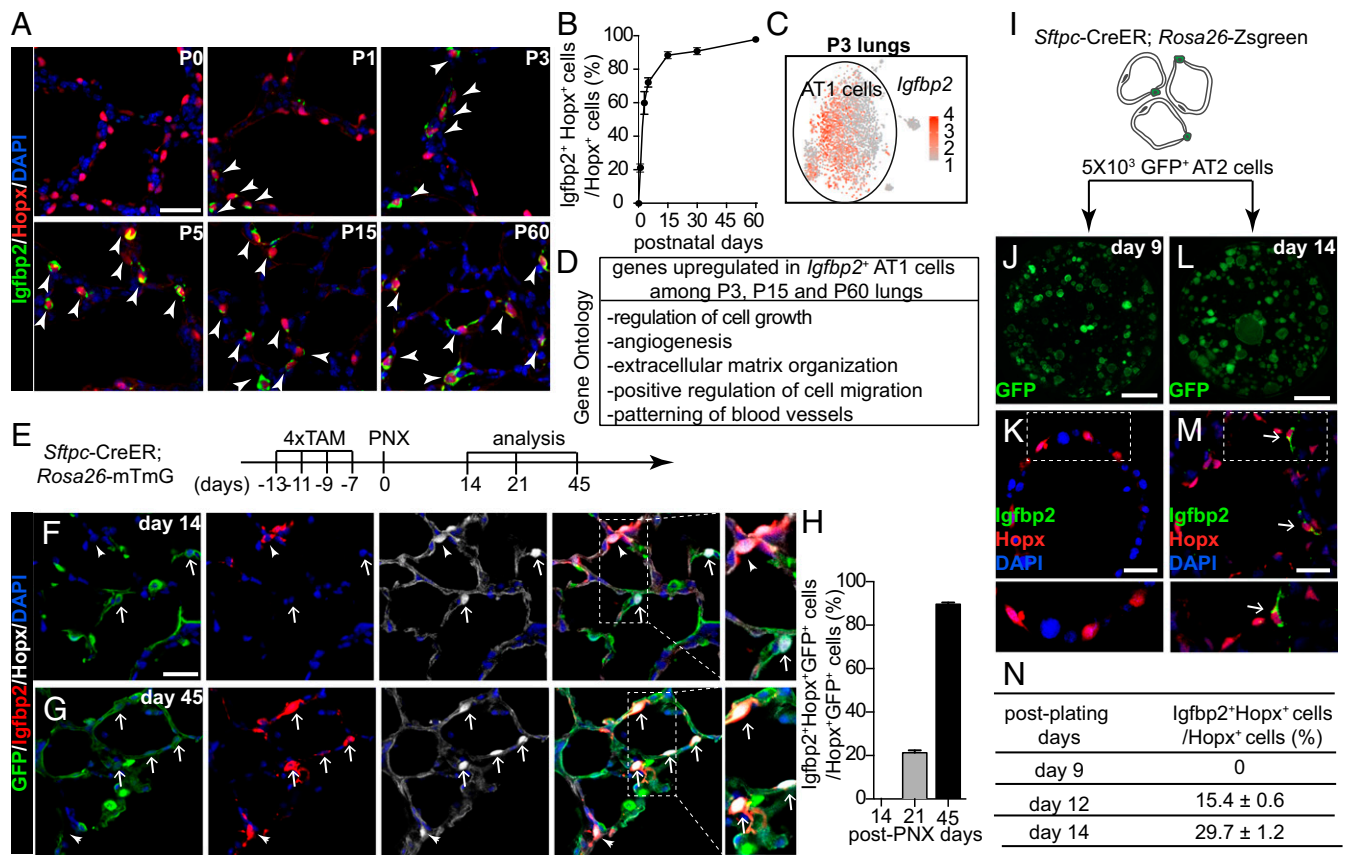 A
Igfbp2/Hopx/DAPI
P0
P1
P3
P5
P15
P60
B
Igfbp2⁺ Hopx⁺ cells
/Hopx⁺ cells (%)
100
80
60
40
20
0
0 15 30 45 60
postnatal days
C
P3 lungs
AT1 cells
Igfbp2
4
3
2
1
D
Gene Ontology
genes upregulated in Igfbp2⁺ AT1 cells
among P3, P15 and P60 lungs
-regulation of cell growth
-angiogenesis
-extracellular matrix organization
-positive regulation of cell migration
-patterning of blood vessels
E
Sftpc-CreER;
Rosa26-mTmG
4xTAM
PNX
analysis
(days) -13 -11 -9 -7 0 14 21 45
GFP/Igfbp2/Hopx/DAPI
F
day 14
G
day 45
H
Igfbp2⁺Hopx⁺GFP⁺ cells
/Hopx⁺GFP⁺ cells (%)
100
80
60
40
20
0
14 21 45
post-PNX days
I
Sftpc-CreER; Rosa26-Zsgreen
5X10³ GFP⁺ AT2 cells
J
day 9
GFP
L
day 14
GFP
K
Igfbp2
Hopx
DAPI
M
Igfbp2
Hopx
DAPI
N
post-plating
days
Igfbp2⁺Hopx⁺ cells
/Hopx⁺ cells (%)
day 9 0
day 12 15.4 ± 0.6
day 14 29.7 ± 1.2